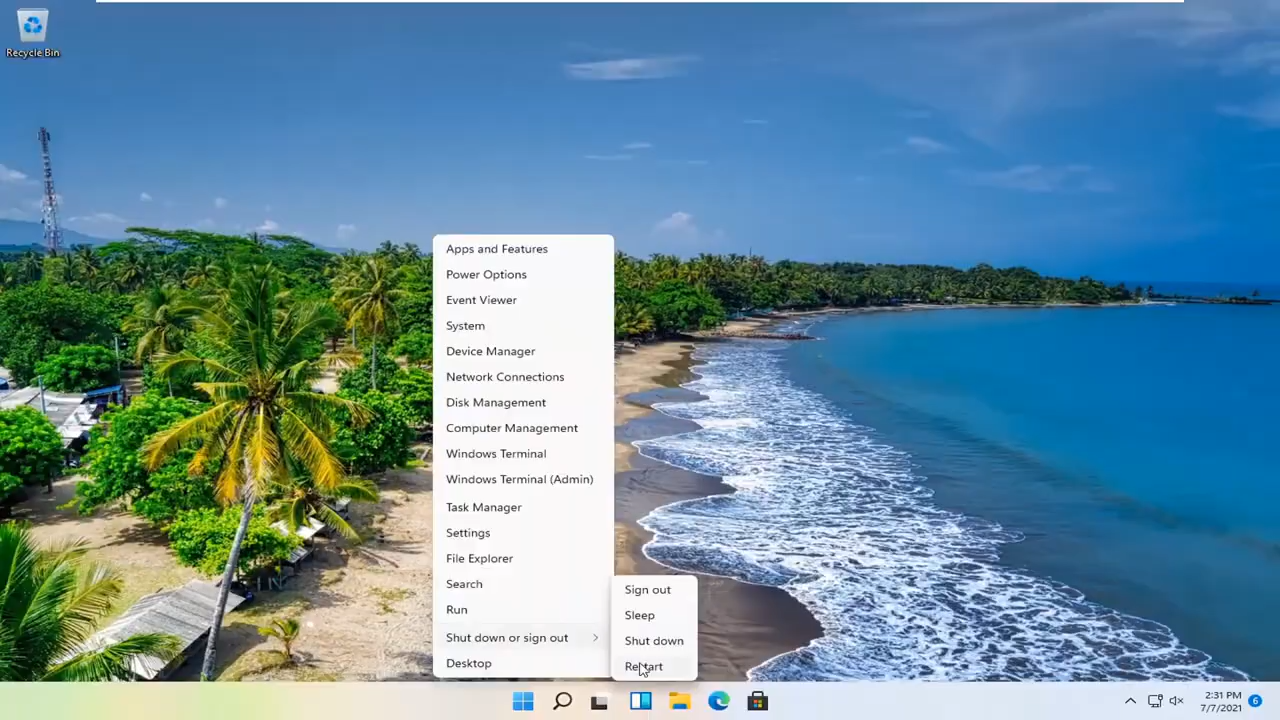 Recycle Bin
Apps and Features
Power Options
Event Viewer
System
Device Manager
Network Connections
Disk Management
Computer Management
Windows Terminal
Windows Terminal (Admin)
Task Manager
Settings
File Explorer
Search
Run
Shut down or sign out
Desktop
Sign out
Sleep
Shut down
Restart
2:31 PM
7/7/2021
6